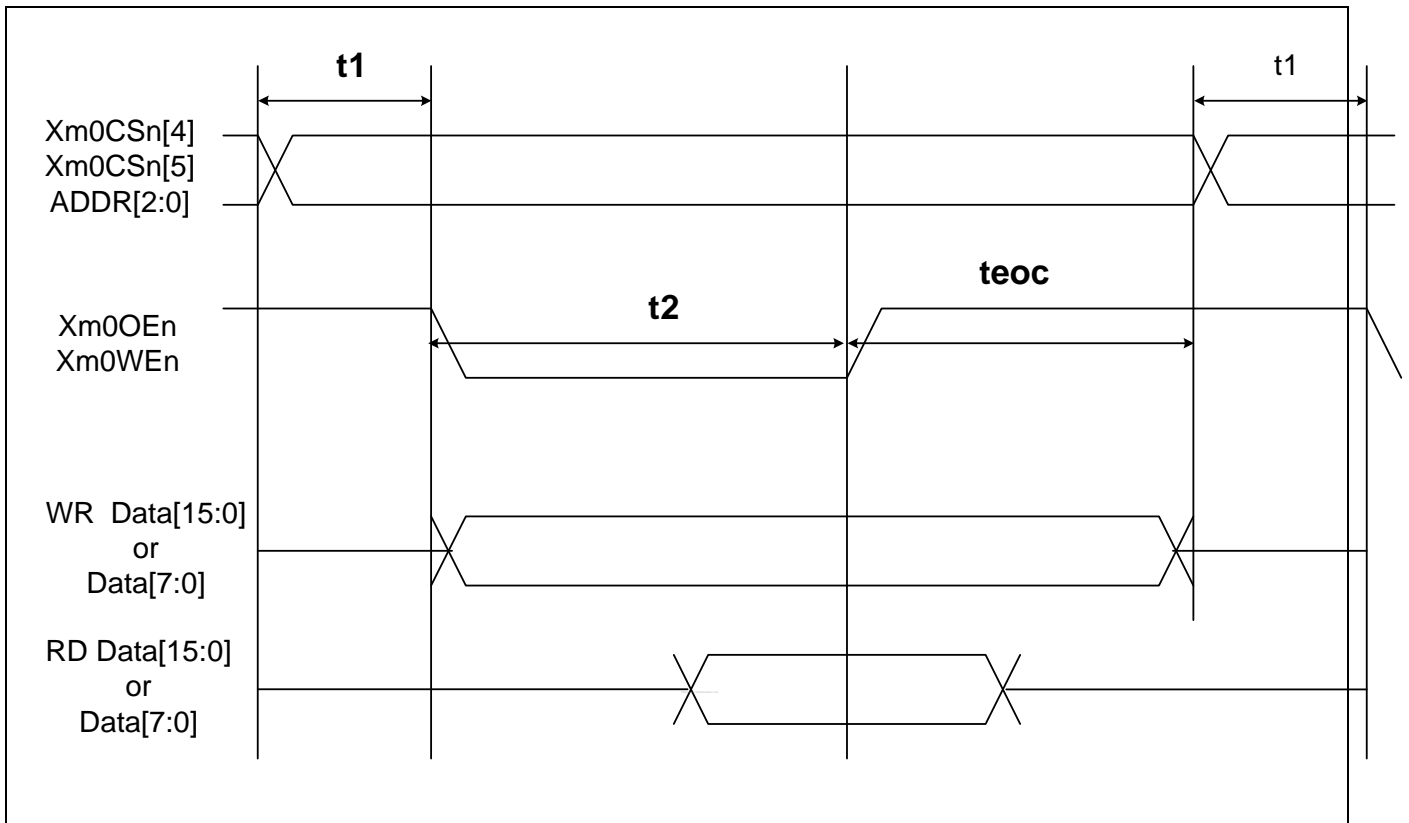 t1
t1
Xm0CSn[4]
Xm0CSn[5]
ADDR[2:0]
teoc
t2
Xm0OEn
Xm0WEn
WR Data[15:0]
or
Data[7:0]
RD Data[15:0]
or
Data[7:0]